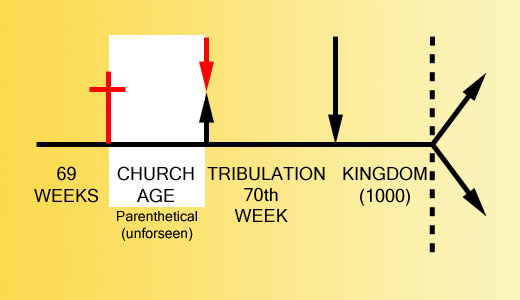 69
WEEKS
CHURCH
AGE
Parenthetical
(unforseen)
TRIBULATION
70th
WEEK
KINGDOM
(1000)